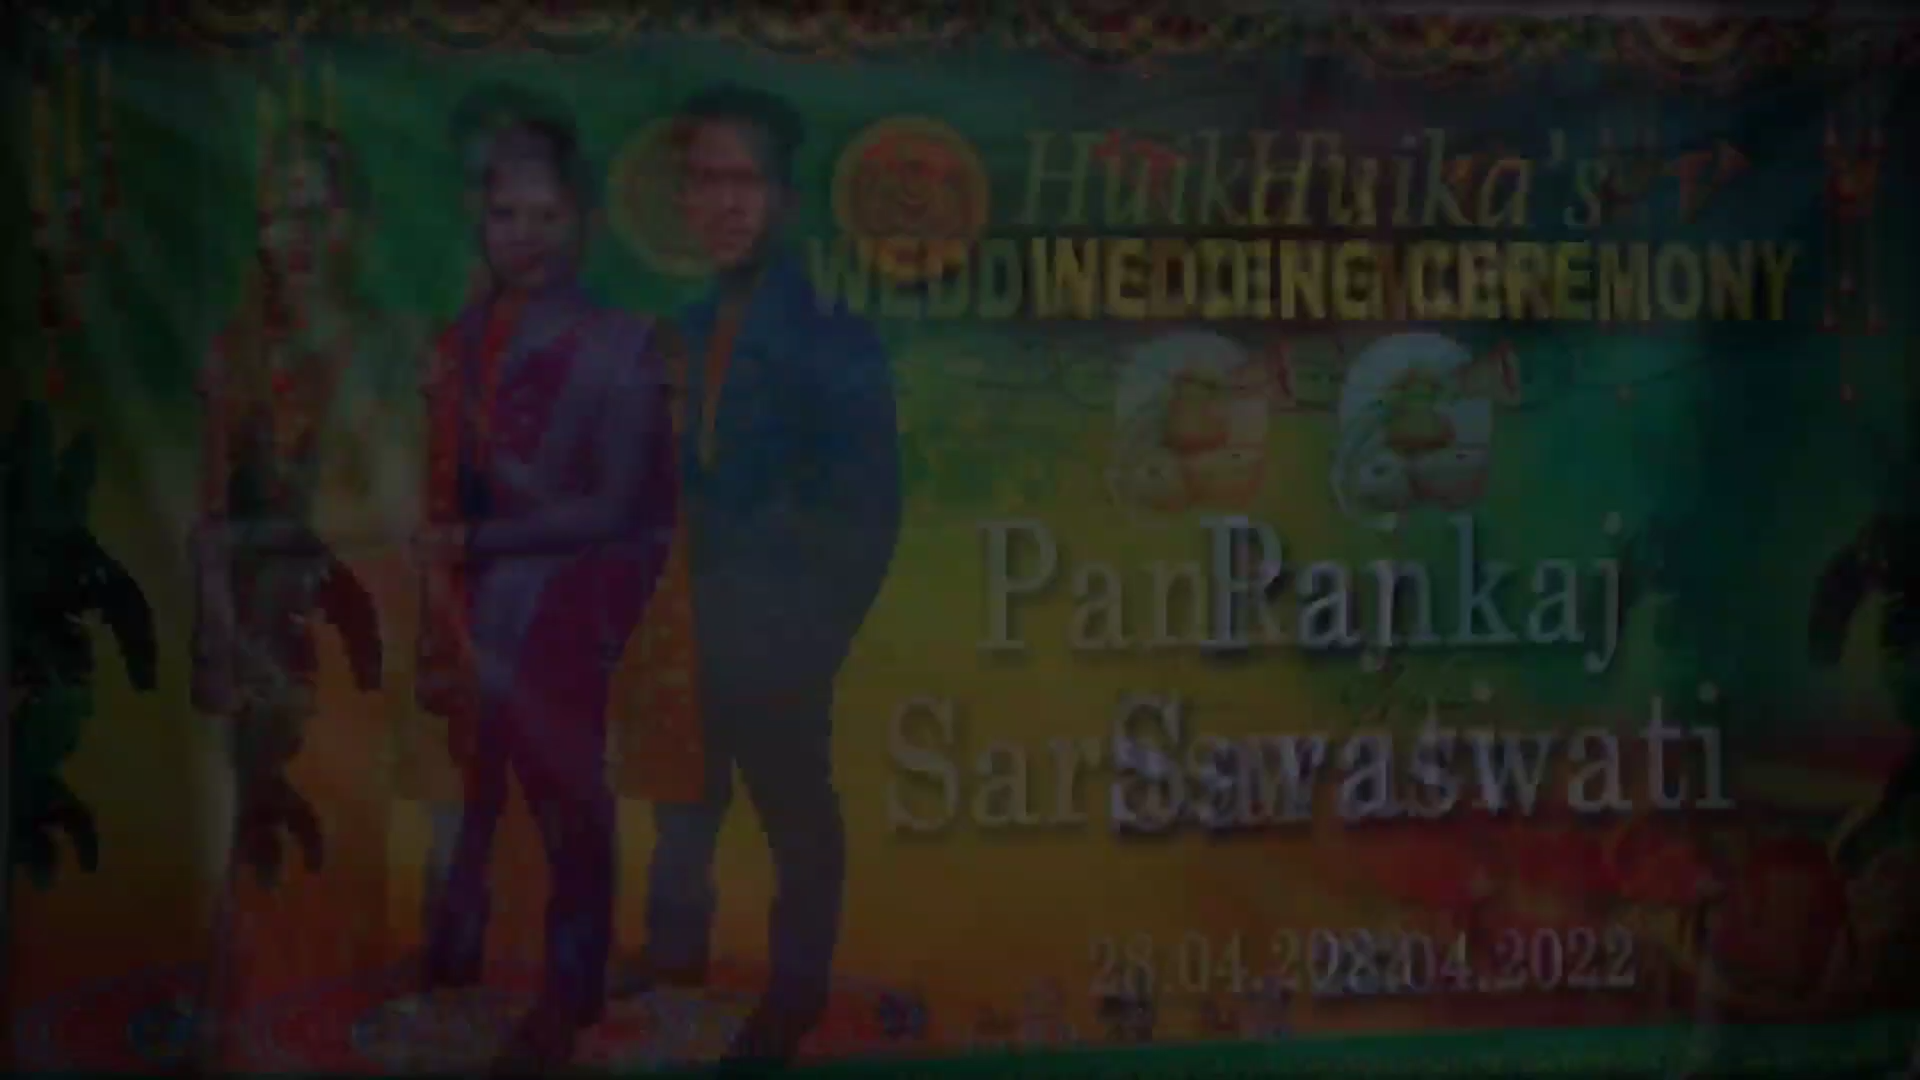 Huika's
WEDDING CEREMONY
Pankaj
Saraswati
28.04.2022